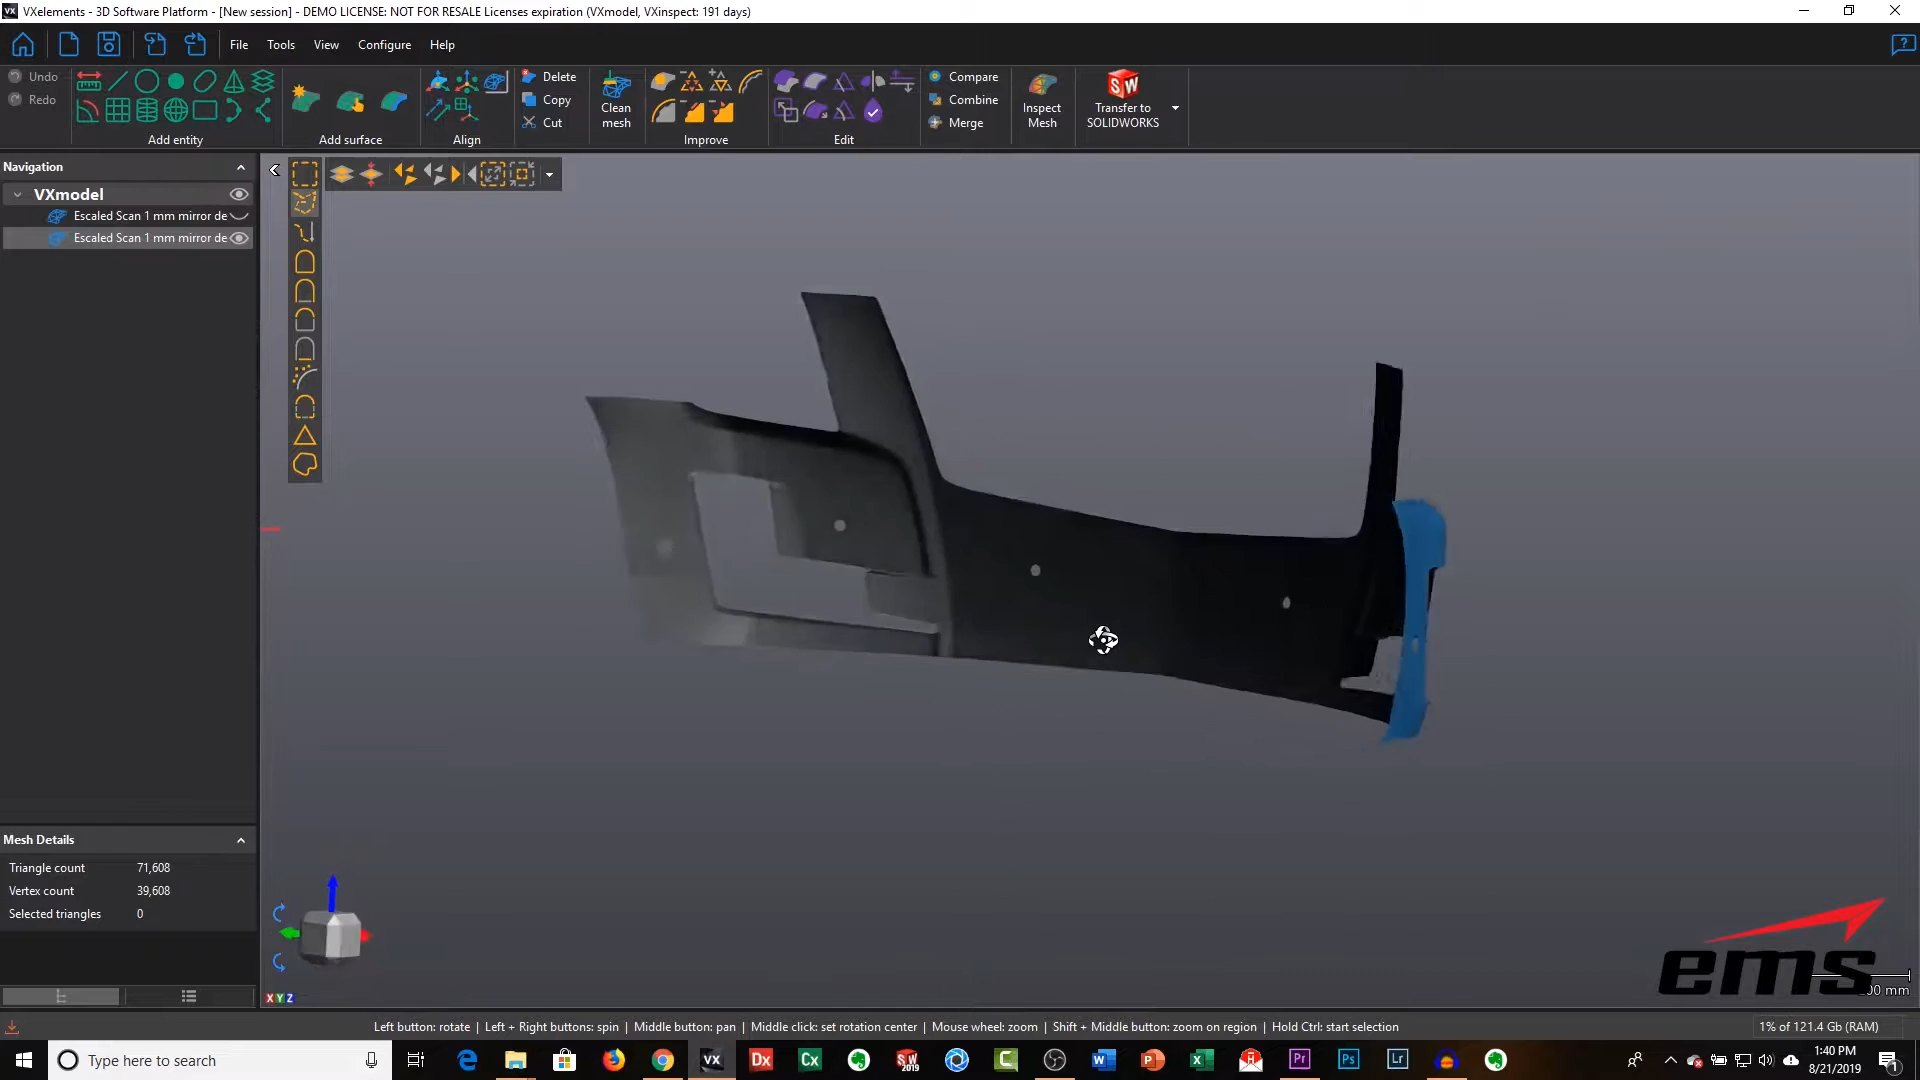 VXelements - 3D Software Platform - [New session] - DEMO LICENSE: NOT FOR RESALE Licenses expiration (VXmodel, VXinspect: 191 days)
File Tools View Configure Help
Undo
Redo
Add entity
Add surface
Align
Delete
Copy
Cut
Clean mesh
Improve
Edit
Compare
Combine
Merge
Inspect Mesh
Transfer to SOLIDWORKS
Navigation
VXmodel
Escaled Scan 1 mm mirror de
Escaled Scan 1 mm mirror de
Mesh Details
Triangle count 71,608
Vertex count 39,608
Selected triangles 0
X Y Z
ems
00 mm
Left button: rotate | Left + Right buttons: spin | Middle button: pan | Middle click: set rotation center | Mouse wheel: zoom | Shift + Middle button: zoom on region | Hold Ctrl: start selection
1% of 121.4 Gb (RAM)
Type here to search
1:40 PM
8/21/2019